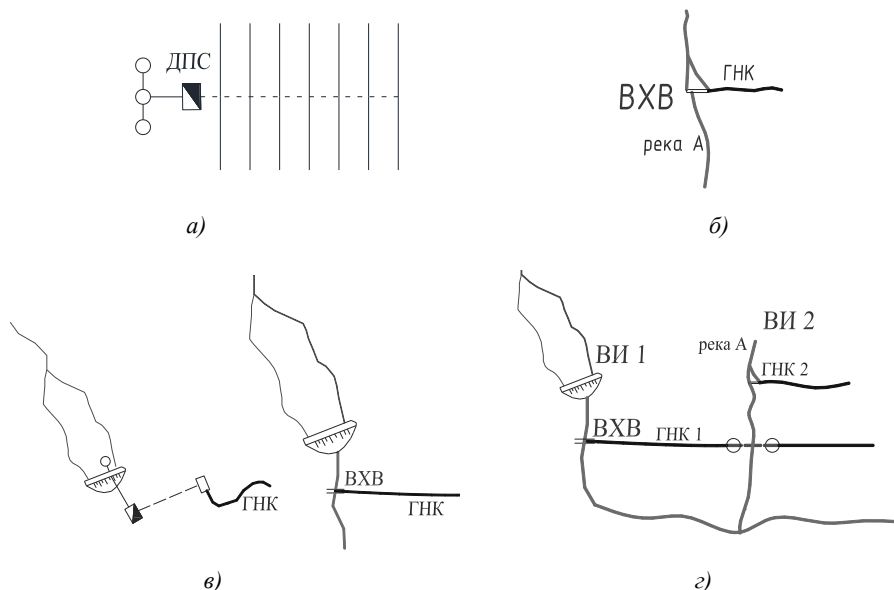 ДПС
а)
ГНК
ВХВ
река А
б)
ГНК
ВХВ
ГНК
в)
ВИ 1
ВИ 2
река А
ГНК 2
ВХВ
ГНК 1
г)